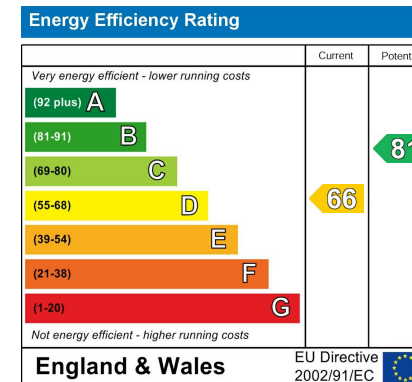 Energy Efficiency Rating
Current Potent
Very energy efficient - lower running costs
(92 plus) A
(81-91) B
81
(69-80) C
(55-68) D
66
(39-54) E
(21-38) F
(1-20) G
Not energy efficient - higher running costs
England & Wales
EU Directive
2002/91/EC